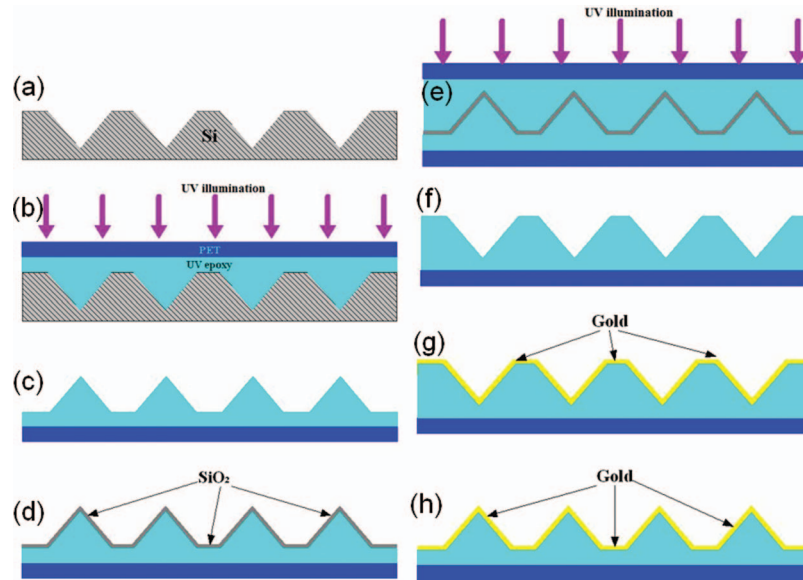 (a)
Si
(b)
UV illumination
PET
UV epoxy
(c)
(d)
SiO₂
UV illumination
(e)
(f)
(g)
Gold
(h)
Gold